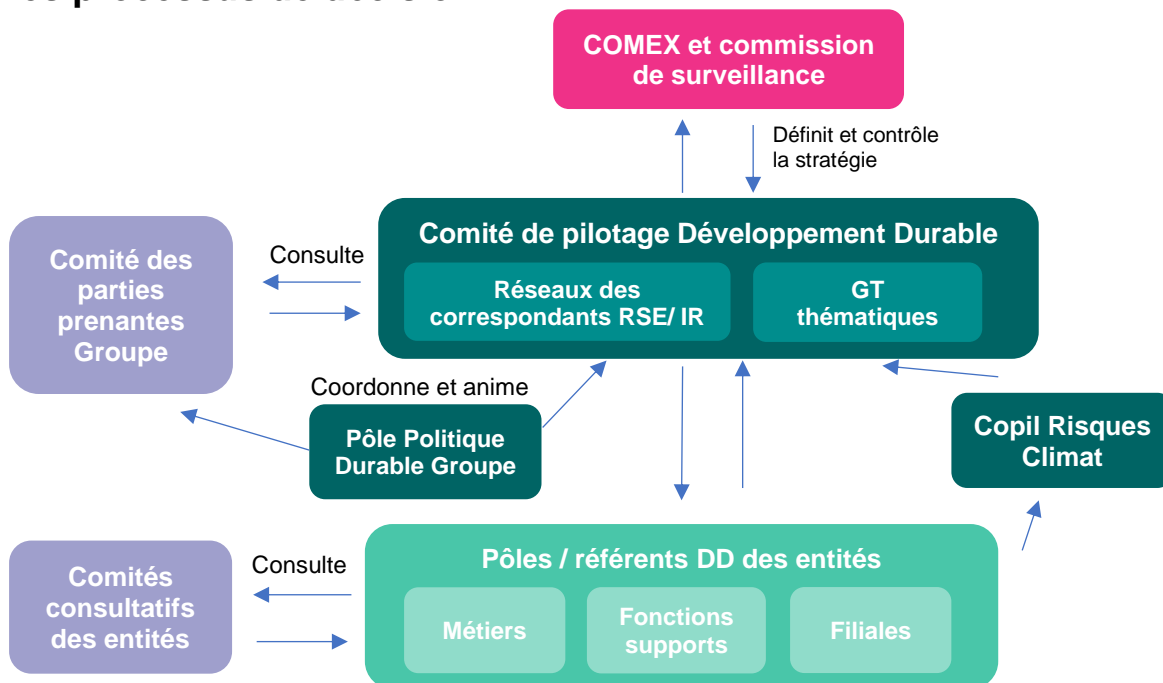 COMEX et commission
de surveillance
Définit et contrôle
la stratégie
Comité de pilotage Développement Durable
Réseaux des
correspondants RSE/ IR
GT
thématiques
Consulte
Comité des
parties
prenantes
Groupe
Coordonne et anime
Pôle Politique
Durable Groupe
Copil Risques
Climat
Pôles / référents DD des entités
Métiers
Fonctions
supports
Filiales
Consulte
Comités
consultatifs
des entités